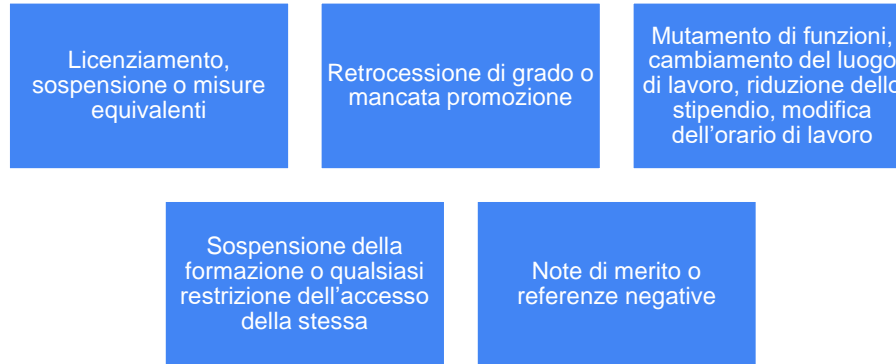 Licenziamento,
sospensione o misure
equivalenti
Retrocessione di grado o
mancata promozione
Mutamento di funzioni,
cambiamento del luogo
di lavoro, riduzione dello
stipendio, modifica
dell'orario di lavoro
Sospensione della
formazione o qualsiasi
restrizione dell'accesso
della stessa
Note di merito o
referenze negative